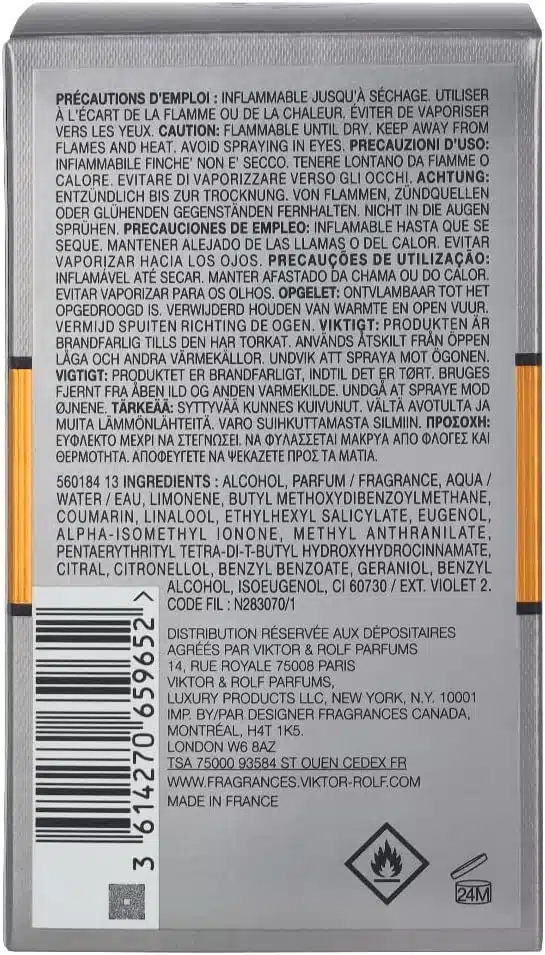 PRÉCAUTIONS D'EMPLOI : INFLAMMABLE JUSQU'À SÉCHAGE. UTILISER
À L'ÉCART DE LA FLAMME OU DE LA CHALEUR. ÉVITER DE VAPORISER
VERS LES YEUX. CAUTION: FLAMMABLE UNTIL DRY. KEEP AWAY FROM
FLAMES AND HEAT. AVOID SPRAYING IN EYES. PRECAUZIONI D'USO:
INFIAMMABILE FINCHE' NON E' SECCO. TENERE LONTANO DA FIAMME O
CALORE. EVITARE DI VAPORIZZARE VERSO GLI OCCHI. ACHTUNG:
ENTZÜNDLICH BIS ZUR TROCKNUNG. VON FLAMMEN, ZÜNDQUELLEN
ODER GLÜHENDEN GEGENSTÄNDEN FERNHALTEN. NICHT IN DIE AUGEN
SPRÜHEN. PRECAUCIONES DE EMPLEO: INFLAMABLE HASTA QUE SE
SEQUE. MANTENER ALEJADO DE LAS LLAMAS O DEL CALOR. EVITAR
VAPORIZAR HACIA LOS OJOS. PRECAUÇÕES DE UTILIZAÇÃO:
INFLAMÁVEL ATÉ SECAR. MANTER AFASTADO DA CHAMA OU DO CALOR.
EVITAR VAPORIZAR PARA OS OLHOS. OPGELET: ONTVLAMBAAR TOT HET
OPGEDROOGD IS. VERWIJDERD HOUDEN VAN WARMTE EN OPEN VUUR.
VERMIJD SPUITEN RICHTING DE OGEN. VIKTIGT: PRODUKTEN ÄR
BRANDFARLIG TILLS DEN HAR TORKAT. ANVÄNDS ÅTSKILT FRÅN ÖPPEN
LÅGA OCH ANDRA VÄRMEKÄLLOR. UNDVIK ATT SPRAYA MOT ÖGONEN.
VIGTIGT: PRODUKTET ER BRANDFARLIGT, INDTIL DET ER TØRT. BRUGES
FJERNT FRA ÅBEN ILD OG ANDEN VARMEKILDE. UNDGÅ AT SPRAYE MOD
ØJNENE. TÄRKEÄÄ: SYTTYVÄÄ KUNNES KUIVUNUT. VÄLTÄ AVOTULTA JA
MUITA LÄMMÖNLÄHTEITÄ. VARO SUIHKUTTAMASTA SILMIIN. ΠΡΟΣΟΧΗ:
ΕΥΦΛΕΚΤΟ ΜΕΧΡΙ ΝΑ ΣΤΕΓΝΩΣΕΙ. ΝΑ ΦΥΛΑΣΣΕΤΑΙ ΜΑΚΡΥΑ ΑΠΟ ΦΛΟΓΕΣ ΚΑΙ
ΘΕΡΜΟΤΗΤΑ. ΑΠΟΦΕΥΓΕΤΕ ΝΑ ΨΕΚΑΖΕΤΕ ΠΡΟΣ ΤΑ ΜΑΤΙΑ.
560184 13 INGREDIENTS : ALCOHOL, PARFUM / FRAGRANCE, AQUA /
WATER / EAU, LIMONENE, BUTYL METHOXYDIBENZOYLMETHANE,
COUMARIN, LINALOOL, ETHYLHEXYL SALICYLATE, EUGENOL,
ALPHA-ISOMETHYL IONONE, METHYL ANTHRANILATE,
PENTAERYTHRITYL TETRA-DI-T-BUTYL HYDROXYHYDROCINNAMATE,
CITRAL, CITRONELLOL, BENZYL BENZOATE, GERANIOL, BENZYL
ALCOHOL, ISOEUGENOL, CI 60730 / EXT. VIOLET 2.
CODE FIL : N283070/1
DISTRIBUTION RÉSERVÉE AUX DÉPOSITAIRES
AGRÉÉS PAR VIKTOR & ROLF PARFUMS
14, RUE ROYALE 75008 PARIS
VIKTOR & ROLF PARFUMS,
LUXURY PRODUCTS LLC, NEW YORK, N.Y. 10001
IMP. BY/PAR DESIGNER FRAGRANCES CANADA,
MONTRÉAL, H4T 1K5.
LONDON W6 8AZ
TSA 75000 93584 ST OUEN CEDEX FR
WWW.FRAGRANCES.VIKTOR-ROLF.COM
MADE IN FRANCE
3 614270 659652 >
24M